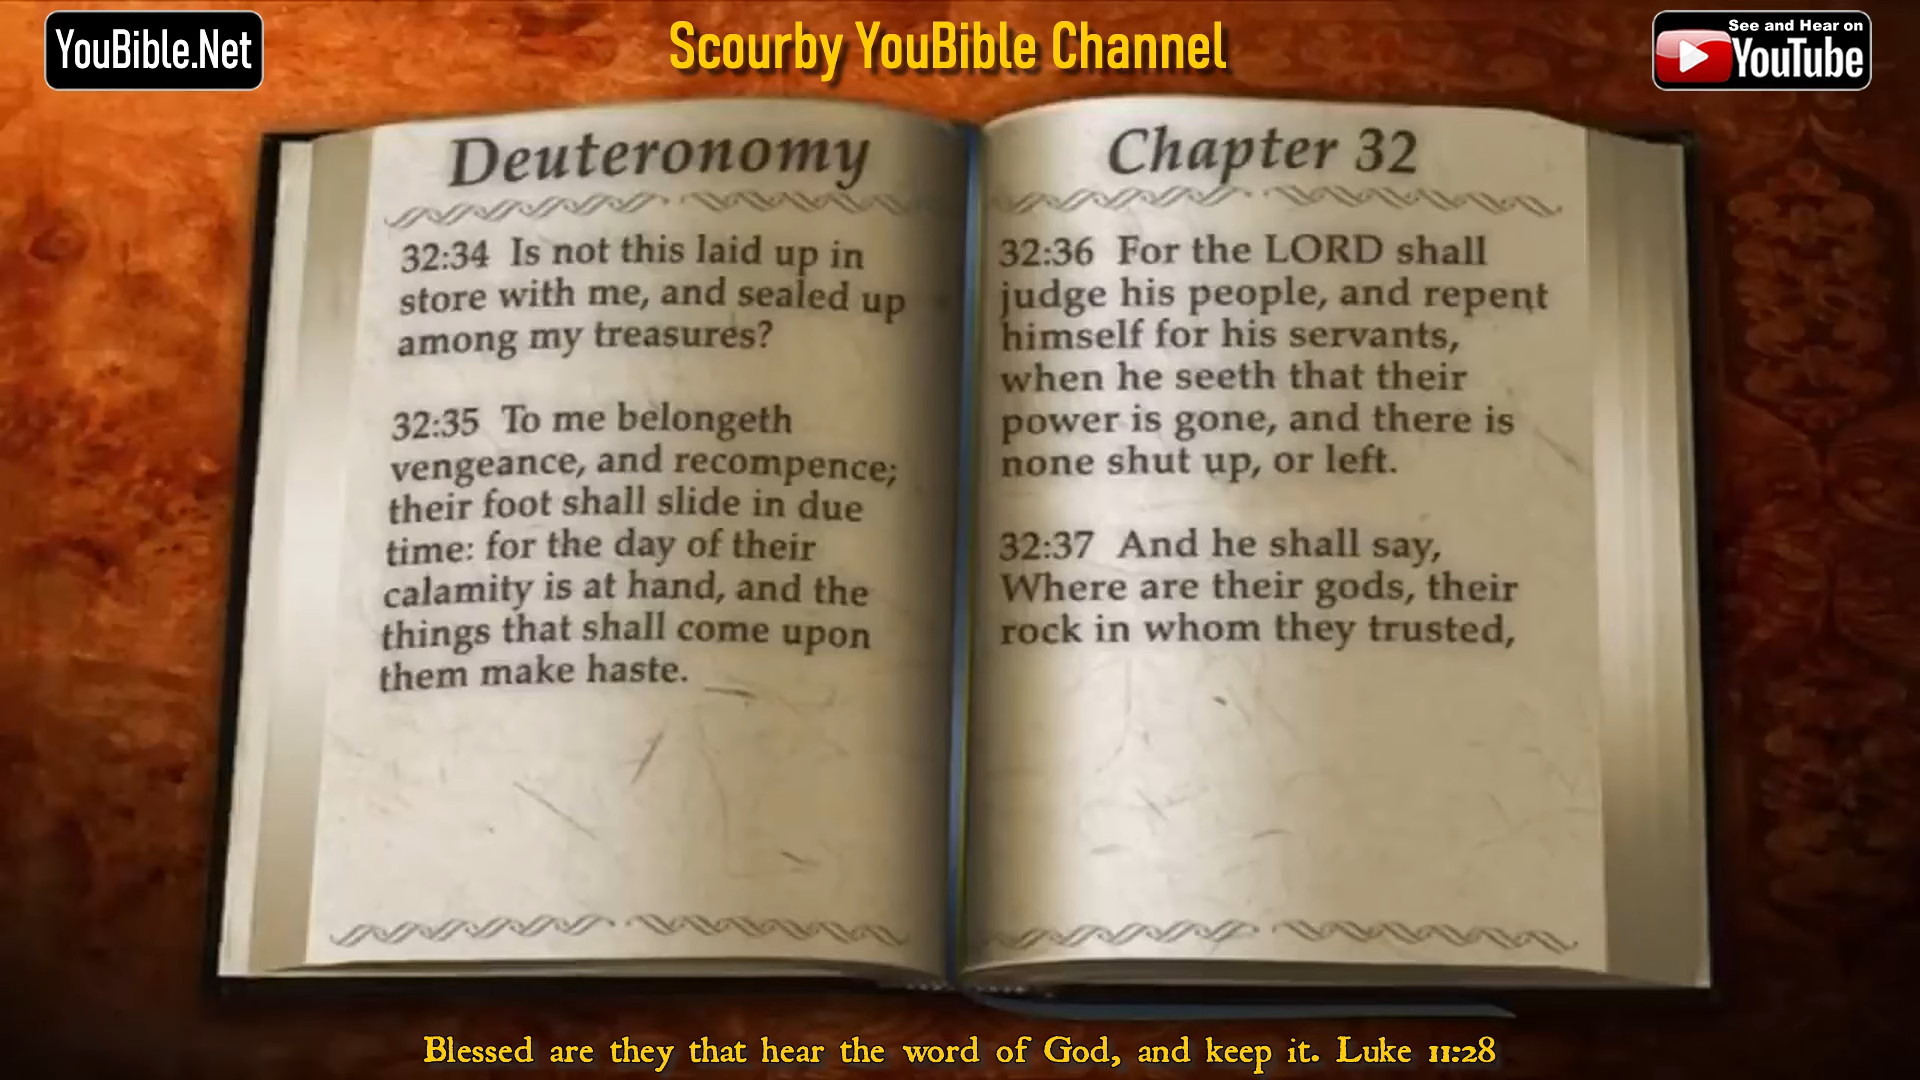 YouBible.Net
Scourby YouBible Channel
See and Hear on
YouTube
Deuteronomy
32:34 Is not this laid up in
store with me, and sealed up
among my treasures?
32:35 To me belongeth
vengeance, and recompence;
their foot shall slide in due
time: for the day of their
calamity is at hand, and the
things that shall come upon
them make haste.
Chapter 32
32:36 For the LORD shall
judge his people, and repent
himself for his servants,
when he seeth that their
power is gone, and there is
none shut up, or left.
32:37 And he shall say,
Where are their gods, their
rock in whom they trusted,
Blessed are they that hear the word of God, and keep it. Luke 11:28